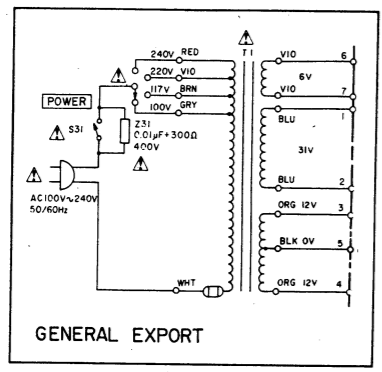 240V RED
220V VIO
117V BRN
100V GRY
T1
VIO 6
6V
VIO 7
BLU 1
31V
BLU 2
ORG 12V 3
BLK 0V 5
ORG 12V 4
POWER
S31
Z31
0.01μF+300Ω
400V
AC100V~240V
50/60Hz
WHT
GENERAL EXPORT